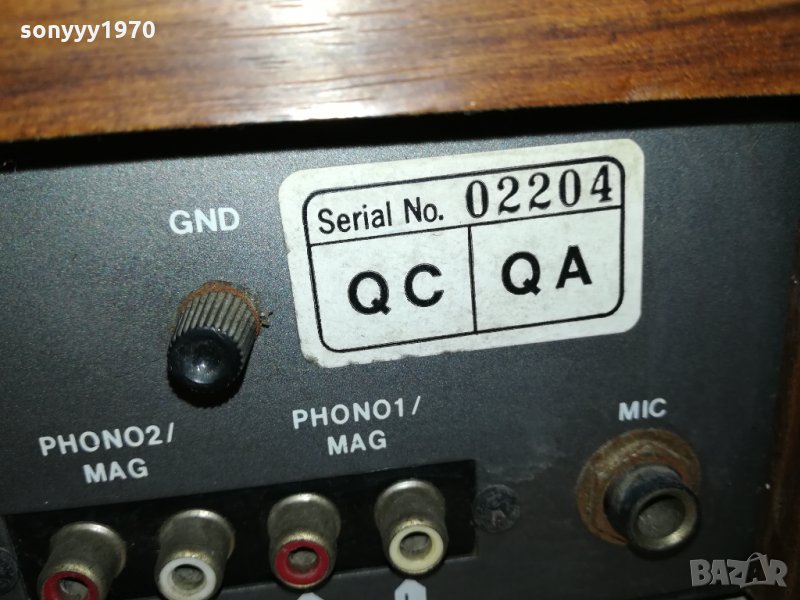 sonyyy1970
GND
Serial No. 02204
QC QA
PHONO1/
MAG
MIC
PHONO2/
MAG
BAZAR